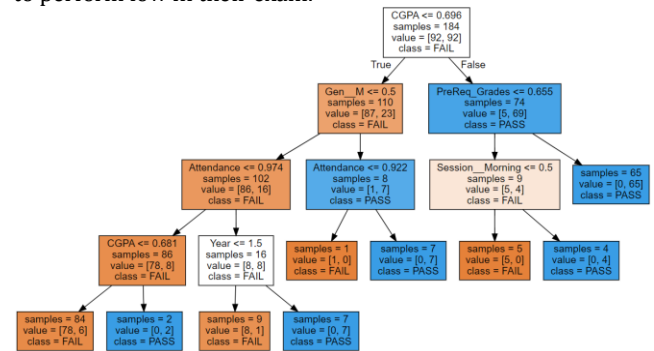 to perform low in their exam.
CGPA <= 0.696
samples = 184
value = [92, 92]
class = FAIL
True
False
Gen__M <= 0.5
samples = 110
value = [87, 23]
class = FAIL
PreReq_Grades <= 0.655
samples = 74
value = [5, 69]
class = PASS
Attendance <= 0.974
samples = 102
value = [86, 16]
class = FAIL
Attendance <= 0.922
samples = 8
value = [1, 7]
class = PASS
Session__Morning <= 0.5
samples = 9
value = [5, 4]
class = FAIL
samples = 65
value = [0, 65]
class = PASS
CGPA <= 0.681
samples = 86
value = [78, 8]
class = FAIL
Year <= 1.5
samples = 16
value = [8, 8]
class = FAIL
samples = 1
value = [1, 0]
class = FAIL
samples = 7
value = [0, 7]
class = PASS
samples = 5
value = [5, 0]
class = FAIL
samples = 4
value = [0, 4]
class = PASS
samples = 84
value = [78, 6]
class = FAIL
samples = 2
value = [0, 2]
class = PASS
samples = 9
value = [8, 1]
class = FAIL
samples = 7
value = [0, 7]
class = PASS